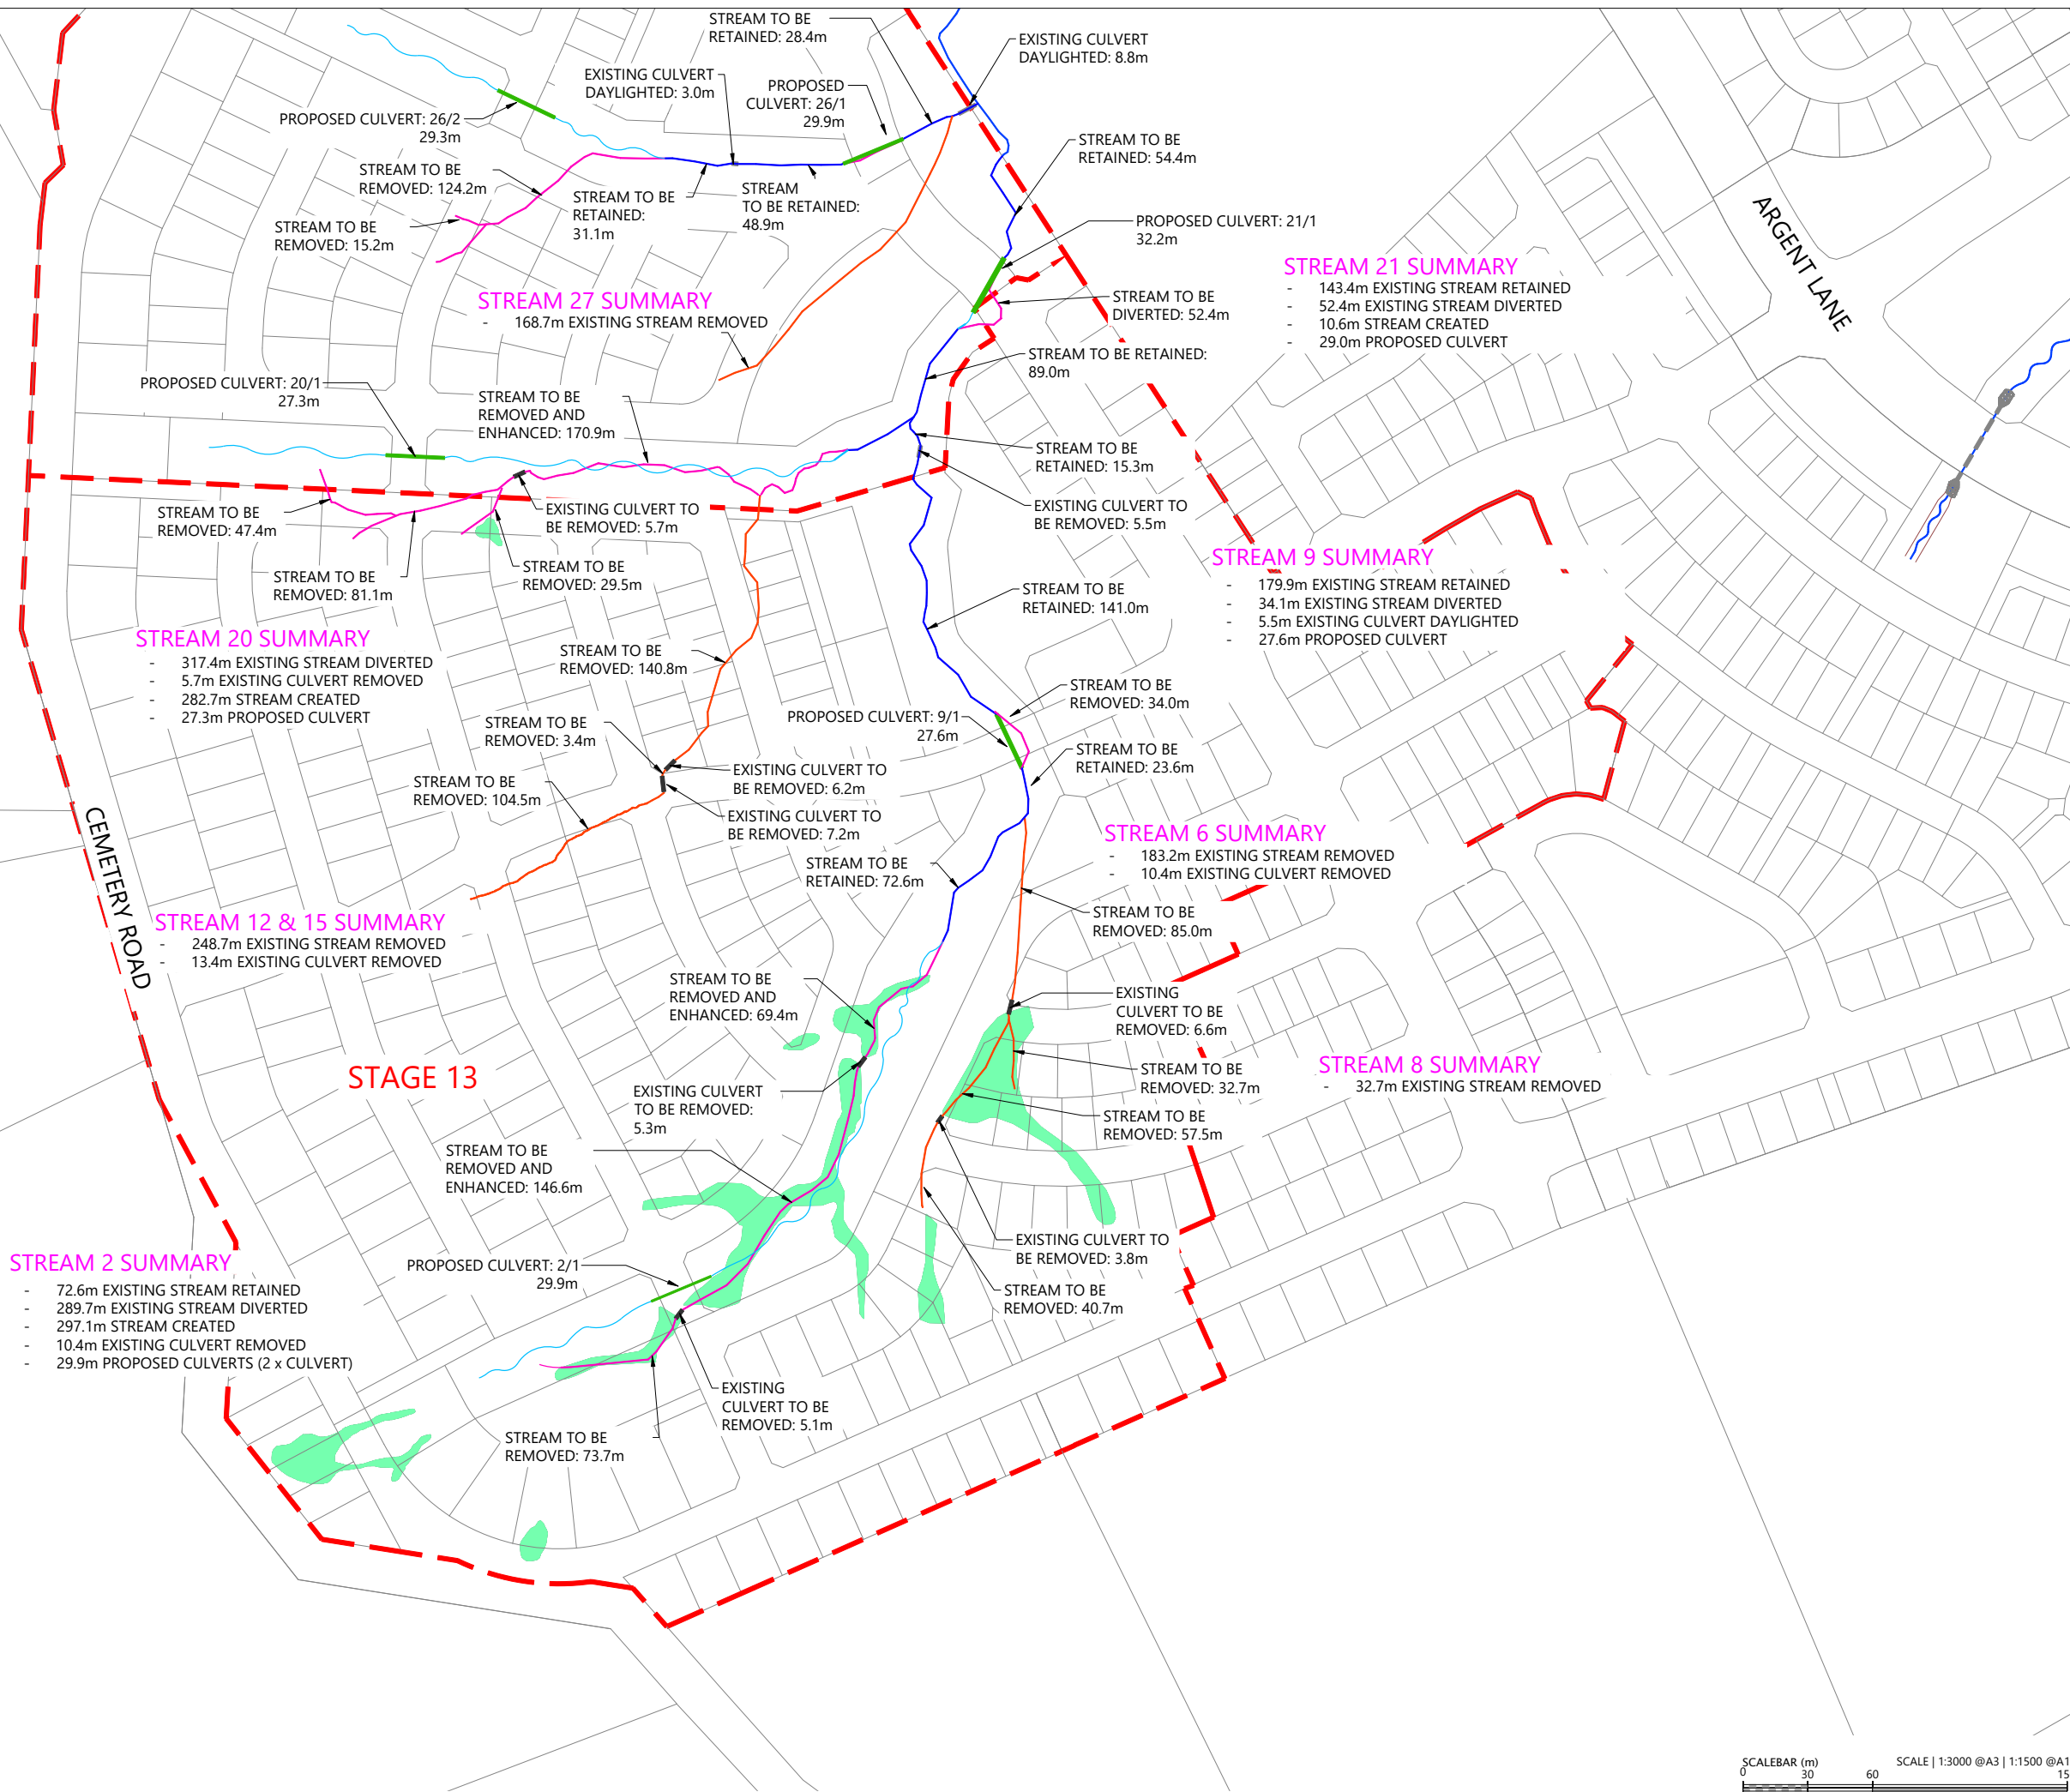 STREAM TO BE
RETAINED: 28.4m
EXISTING CULVERT
DAYLIGHTED: 8.8m
EXISTING CULVERT
DAYLIGHTED: 3.0m
PROPOSED
CULVERT: 26/1
29.9m
PROPOSED CULVERT: 26/2
29.3m
STREAM TO BE
RETAINED: 54.4m
STREAM TO BE
REMOVED: 124.2m
STREAM TO BE
RETAINED:
31.1m
STREAM
TO BE RETAINED:
48.9m
STREAM TO BE
REMOVED: 15.2m
PROPOSED CULVERT: 21/1
32.2m
ARGENT LANE
STREAM 21 SUMMARY
- 143.4m EXISTING STREAM RETAINED
- 52.4m EXISTING STREAM DIVERTED
- 10.6m STREAM CREATED
- 29.0m PROPOSED CULVERT
STREAM 27 SUMMARY
- 168.7m EXISTING STREAM REMOVED
STREAM TO BE
DIVERTED: 52.4m
STREAM TO BE RETAINED:
89.0m
PROPOSED CULVERT: 20/1
27.3m
STREAM TO BE
REMOVED AND
ENHANCED: 170.9m
STREAM TO BE
RETAINED: 15.3m
EXISTING CULVERT TO
BE REMOVED: 5.5m
STREAM TO BE
REMOVED: 47.4m
EXISTING CULVERT TO
BE REMOVED: 5.7m
STREAM TO BE
REMOVED: 81.1m
STREAM TO BE
REMOVED: 29.5m
STREAM 9 SUMMARY
- 179.9m EXISTING STREAM RETAINED
- 34.1m EXISTING STREAM DIVERTED
- 5.5m EXISTING CULVERT DAYLIGHTED
- 27.6m PROPOSED CULVERT
STREAM TO BE
RETAINED: 141.0m
STREAM 20 SUMMARY
- 317.4m EXISTING STREAM DIVERTED
- 5.7m EXISTING CULVERT REMOVED
- 282.7m STREAM CREATED
- 27.3m PROPOSED CULVERT
STREAM TO BE
REMOVED: 140.8m
STREAM TO BE
REMOVED: 34.0m
PROPOSED CULVERT: 9/1
27.6m
STREAM TO BE
REMOVED: 3.4m
STREAM TO BE
RETAINED: 23.6m
EXISTING CULVERT TO
BE REMOVED: 6.2m
STREAM TO BE
REMOVED: 104.5m
EXISTING CULVERT TO
BE REMOVED: 7.2m
CEMETERY ROAD
STREAM 6 SUMMARY
- 183.2m EXISTING STREAM REMOVED
- 10.4m EXISTING CULVERT REMOVED
STREAM TO BE
RETAINED: 72.6m
STREAM TO BE
REMOVED: 85.0m
STREAM 12 & 15 SUMMARY
- 248.7m EXISTING STREAM REMOVED
- 13.4m EXISTING CULVERT REMOVED
STREAM TO BE
REMOVED AND
ENHANCED: 69.4m
EXISTING
CULVERT TO BE
REMOVED: 6.6m
STAGE 13
STREAM TO BE
REMOVED: 32.7m
STREAM 8 SUMMARY
- 32.7m EXISTING STREAM REMOVED
EXISTING CULVERT
TO BE REMOVED:
5.3m
STREAM TO BE
REMOVED: 57.5m
STREAM TO BE
REMOVED AND
ENHANCED: 146.6m
EXISTING CULVERT TO
BE REMOVED: 3.8m
STREAM 2 SUMMARY
- 72.6m EXISTING STREAM RETAINED
- 289.7m EXISTING STREAM DIVERTED
- 297.1m STREAM CREATED
- 10.4m EXISTING CULVERT REMOVED
- 29.9m PROPOSED CULVERTS (2 x CULVERT)
PROPOSED CULVERT: 2/1
29.9m
STREAM TO BE
REMOVED: 40.7m
EXISTING
CULVERT TO BE
REMOVED: 5.1m
STREAM TO BE
REMOVED: 73.7m
SCALEBAR (m) SCALE | 1:3000 @A3 | 1:1500 @A1
0 30 60